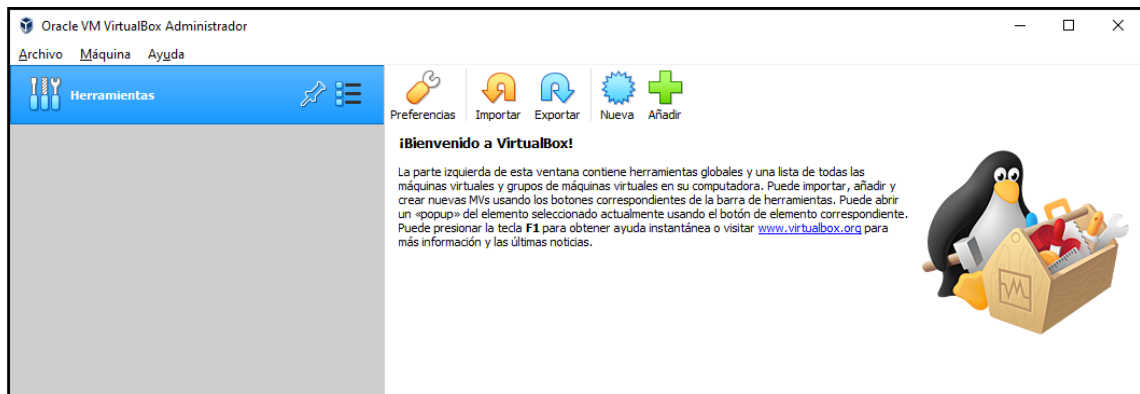 Oracle VM VirtualBox Administrador
Archivo Máquina Ayuda
Herramientas
Preferencias Importar Exportar Nueva Añadir
¡Bienvenido a VirtualBox!
La parte izquierda de esta ventana contiene herramientas globales y una lista de todas las
máquinas virtuales y grupos de máquinas virtuales en su computadora. Puede importar, añadir y
crear nuevas MVs usando los botones correspondientes de la barra de herramientas. Puede abrir
un «popup» del elemento seleccionado actualmente usando el botón de elemento correspondiente.
Puede presionar la tecla F1 para obtener ayuda instantánea o visitar www.virtualbox.org para
más información y las últimas noticias.